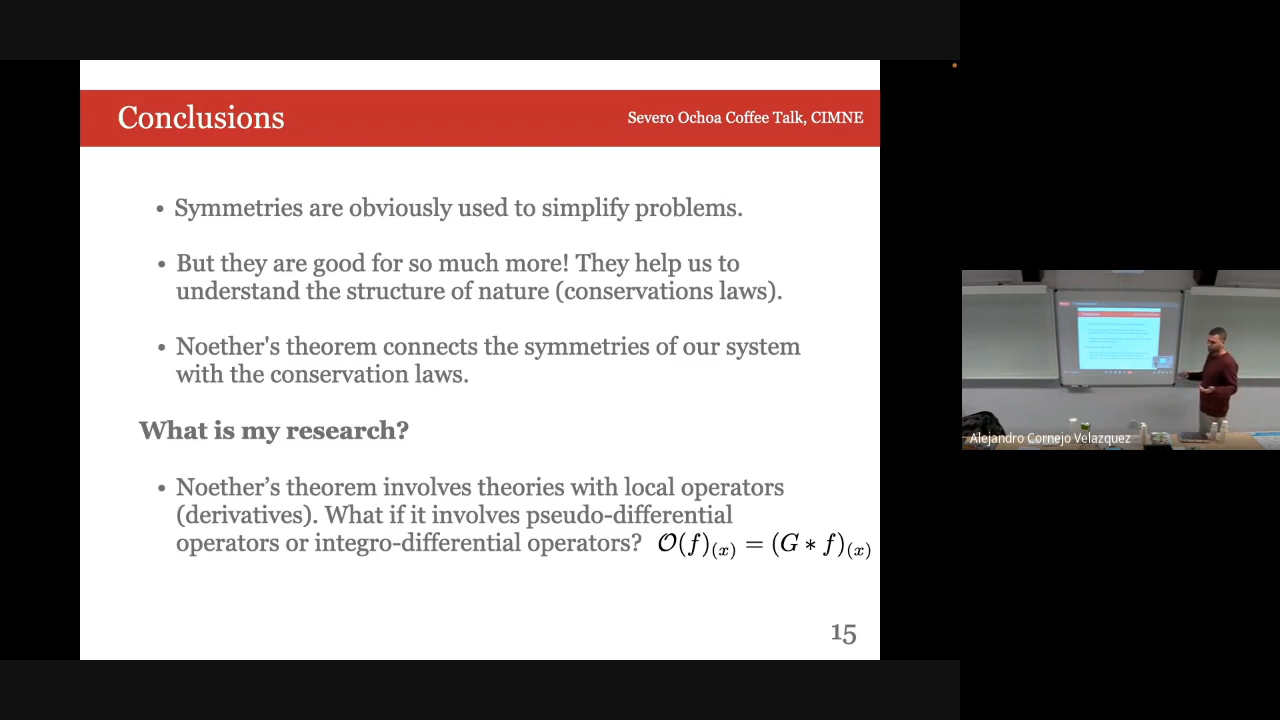 Conclusions
Severo Ochoa Coffee Talk, CIMNE
• Symmetries are obviously used to simplify problems.
• But they are good for so much more! They help us to
understand the structure of nature (conservations laws).
• Noether's theorem connects the symmetries of our system
with the conservation laws.
What is my research?
• Noether’s theorem involves theories with local operators
(derivatives). What if it involves pseudo-differential
operators or integro-differential operators? 𝒪(f)₍ₓ₎ = (G ∗ f)₍ₓ₎
15
Alejandro Cornejo Velazquez